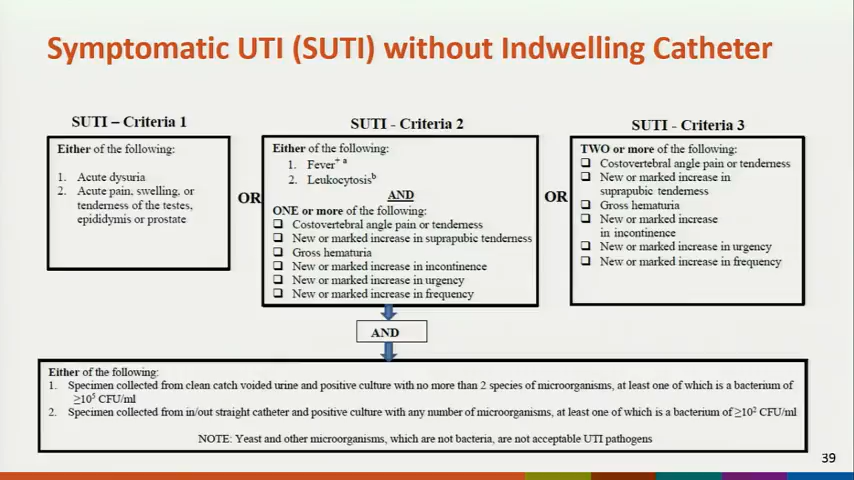 Symptomatic UTI (SUTI) without Indwelling Catheter
SUTI – Criteria 1
Either of the following:
1. Acute dysuria
2. Acute pain, swelling, or
tenderness of the testes,
epididymis or prostate
OR
SUTI - Criteria 2
Either of the following:
1. Fever+ a
2. Leukocytosisb
AND
ONE or more of the following:
❑ Costovertebral angle pain or tenderness
❑ New or marked increase in suprapubic tenderness
❑ Gross hematuria
❑ New or marked increase in incontinence
❑ New or marked increase in urgency
❑ New or marked increase in frequency
OR
SUTI - Criteria 3
TWO or more of the following:
❑ Costovertebral angle pain or tenderness
❑ New or marked increase in
suprapubic tenderness
❑ Gross hematuria
❑ New or marked increase
in incontinence
❑ New or marked increase in urgency
❑ New or marked increase in frequency
AND
Either of the following:
1. Specimen collected from clean catch voided urine and positive culture with no more than 2 species of microorganisms, at least one of which is a bacterium of
≥10⁵ CFU/ml
2. Specimen collected from in/out straight catheter and positive culture with any number of microorganisms, at least one of which is a bacterium of ≥10² CFU/ml
NOTE: Yeast and other microorganisms, which are not bacteria, are not acceptable UTI pathogens
39